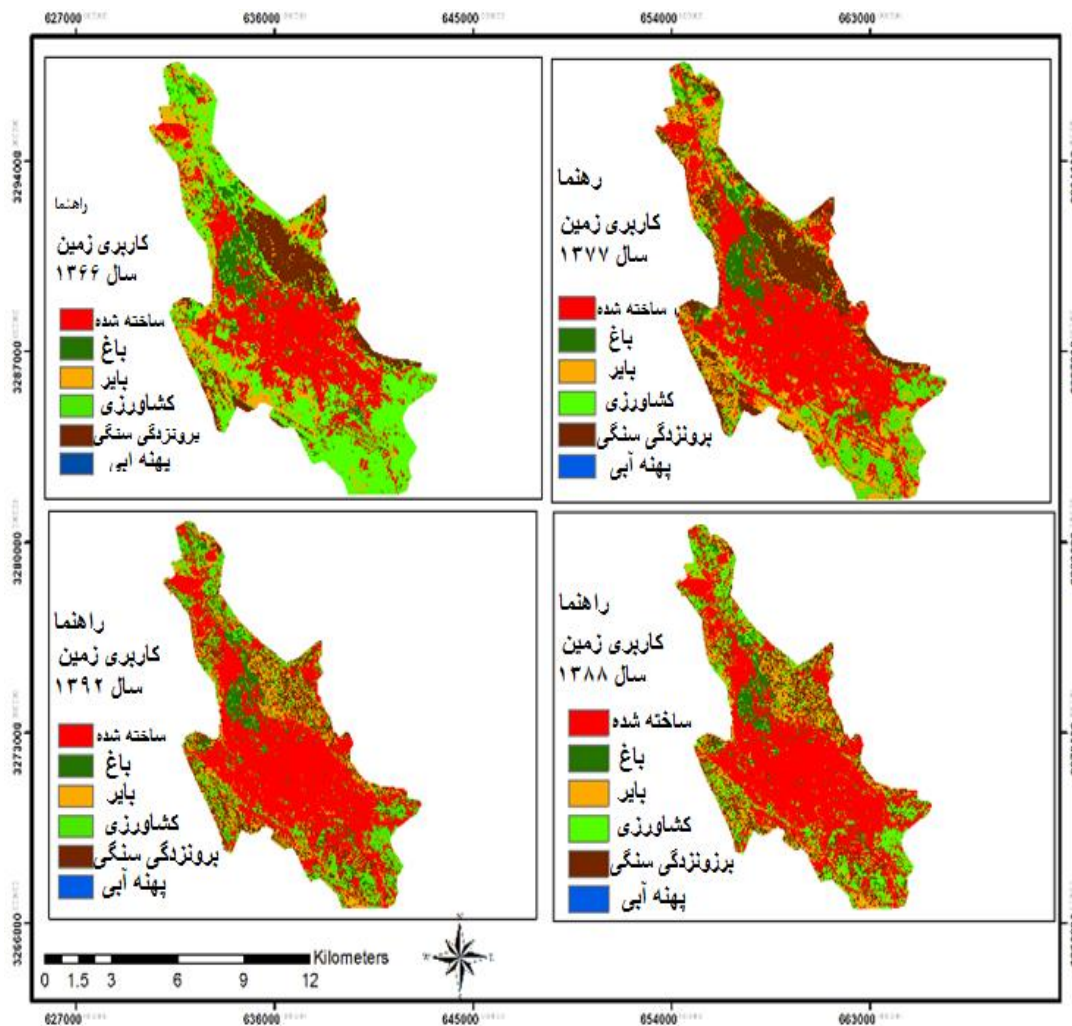 627000 636000 645000 654000 663000
3294000
3287000
3280000
3273000
3266000
راهنما
کاربری زمین
سال ۱۳۶۶
ساخته شده
باغ
بایر
کشاورزی
برونزدگی سنگی
پهنه ابی
رهنما
کاربری زمین
سال ۱۳۷۷
ساخته شده
باغ
بایر
کشاورزی
برونزدگی سنگی
پهنه آبی
راهنما
کاربری زمین
سال ۱۳۹۲
ساخته شده
باغ
بایر
کشاورزی
برونزدگی سنگی
پهنه آبی
راهنما
کاربری زمین
سال ۱۳۸۸
ساخته شده
باغ
بایر
کشاورزی
برزونزدگی سنگی
پهنه آبی
Kilometers
0 1.5 3 6 9 12
627000 636000 645000 654000 663000